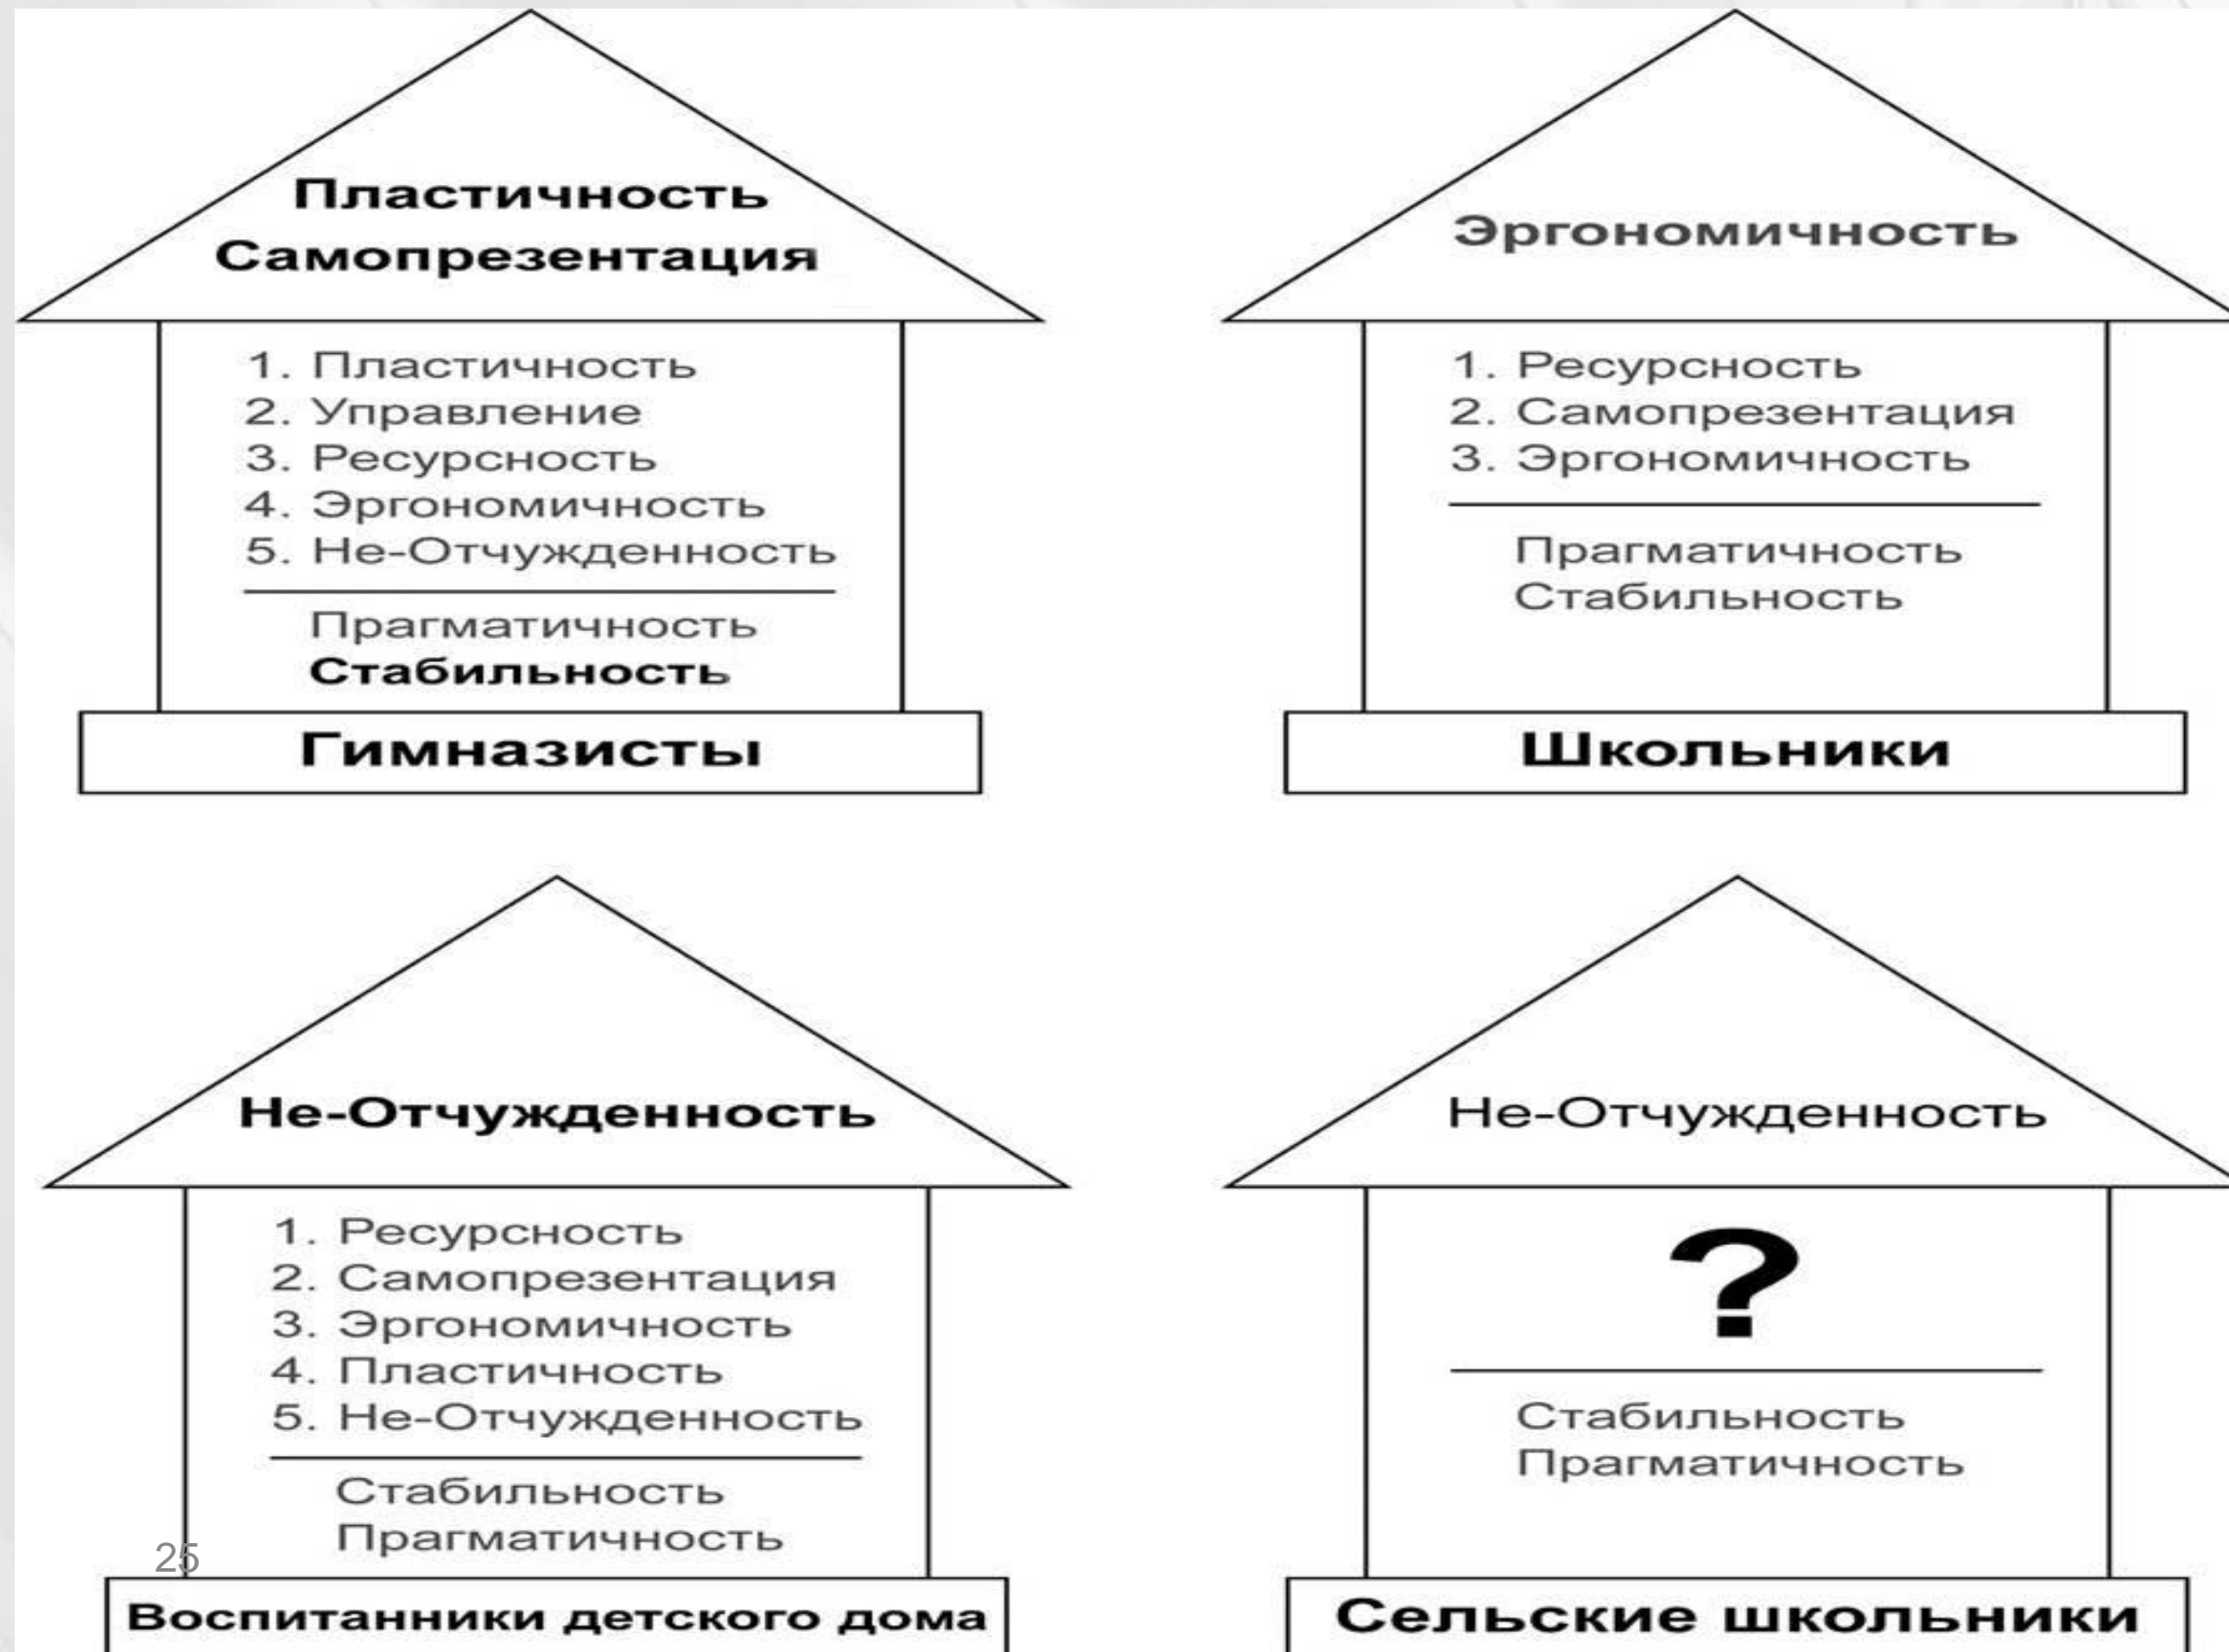 Пластичность
Самопрезентация
1. Пластичность
2. Управление
3. Ресурсность
4. Эргономичность
5. Не-Отчужденность
Прагматичность
Стабильность
Гимназисты
Эргономичность
1. Ресурсность
2. Самопрезентация
3. Эргономичность
Прагматичность
Стабильность
Школьники
Не-Отчужденность
1. Ресурсность
2. Самопрезентация
3. Эргономичность
4. Пластичность
5. Не-Отчужденность
Стабильность
Прагматичность
25
Воспитанники детского дома
Не-Отчужденность
?
Стабильность
Прагматичность
Сельские школьники